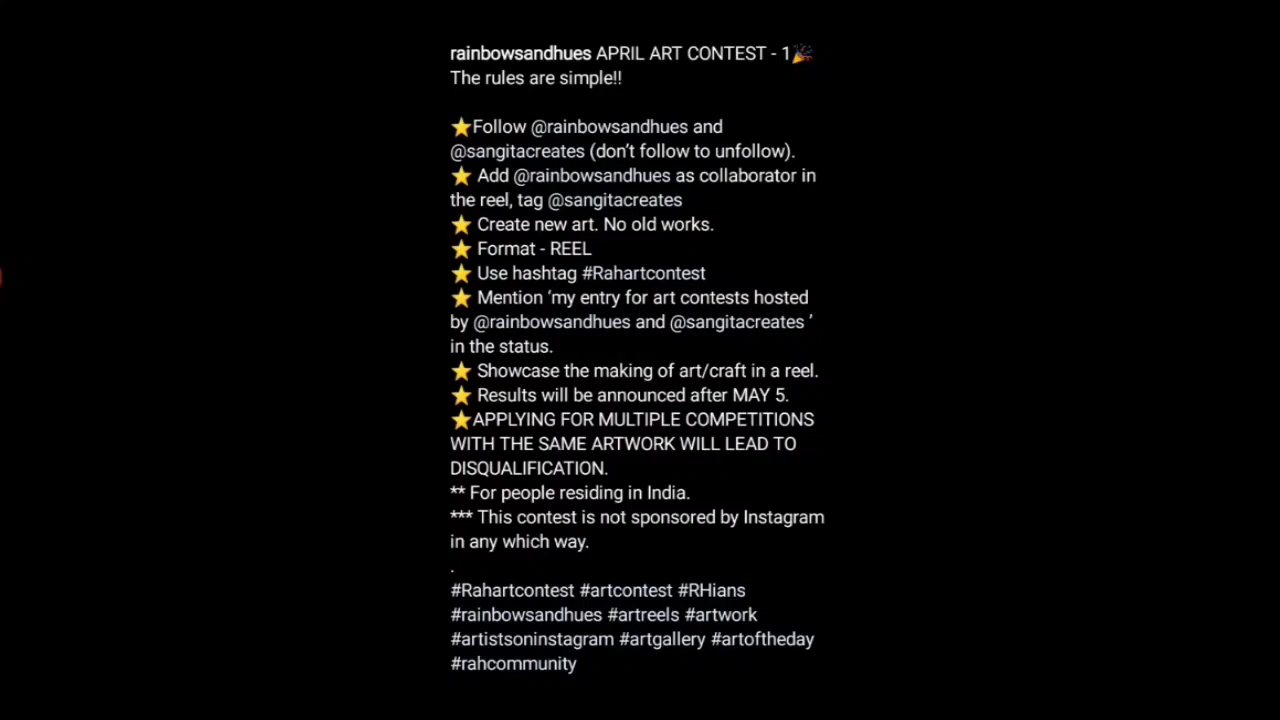 rainbowsandhues APRIL ART CONTEST - 1🎉
The rules are simple!!
⭐Follow @rainbowsandhues and
@sangitacreates (don’t follow to unfollow).
⭐ Add @rainbowsandhues as collaborator in
the reel, tag @sangitacreates
⭐ Create new art. No old works.
⭐ Format - REEL
⭐ Use hashtag #Rahartcontest
⭐ Mention ‘my entry for art contests hosted
by @rainbowsandhues and @sangitacreates ’
in the status.
⭐ Showcase the making of art/craft in a reel.
⭐ Results will be announced after MAY 5.
⭐APPLYING FOR MULTIPLE COMPETITIONS
WITH THE SAME ARTWORK WILL LEAD TO
DISQUALIFICATION.
** For people residing in India.
*** This contest is not sponsored by Instagram
in any which way.
.
#Rahartcontest #artcontest #RHians
#rainbowsandhues #artreels #artwork
#artistsoninstagram #artgallery #artoftheday
#rahcommunity